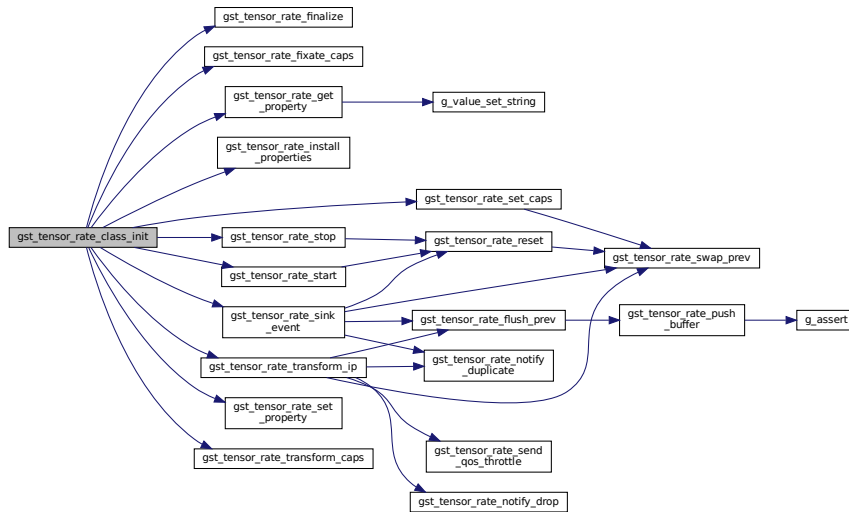 gst_tensor_rate_finalize
gst_tensor_rate_fixate_caps
gst_tensor_rate_get
_property
g_value_set_string
gst_tensor_rate_install
_properties
gst_tensor_rate_set_caps
gst_tensor_rate_class_init
gst_tensor_rate_stop
gst_tensor_rate_reset
gst_tensor_rate_swap_prev
gst_tensor_rate_start
gst_tensor_rate_sink
_event
gst_tensor_rate_flush_prev
gst_tensor_rate_push
_buffer
g_assert
gst_tensor_rate_transform_ip
gst_tensor_rate_notify
_duplicate
gst_tensor_rate_set
_property
gst_tensor_rate_send
_qos_throttle
gst_tensor_rate_transform_caps
gst_tensor_rate_notify_drop